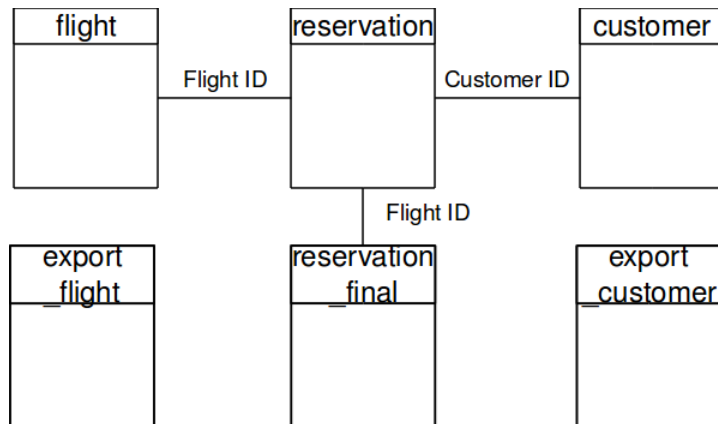 flight
reservation
customer
Flight ID
Customer ID
Flight ID
export
_flight
reservation
_final
export
_customer